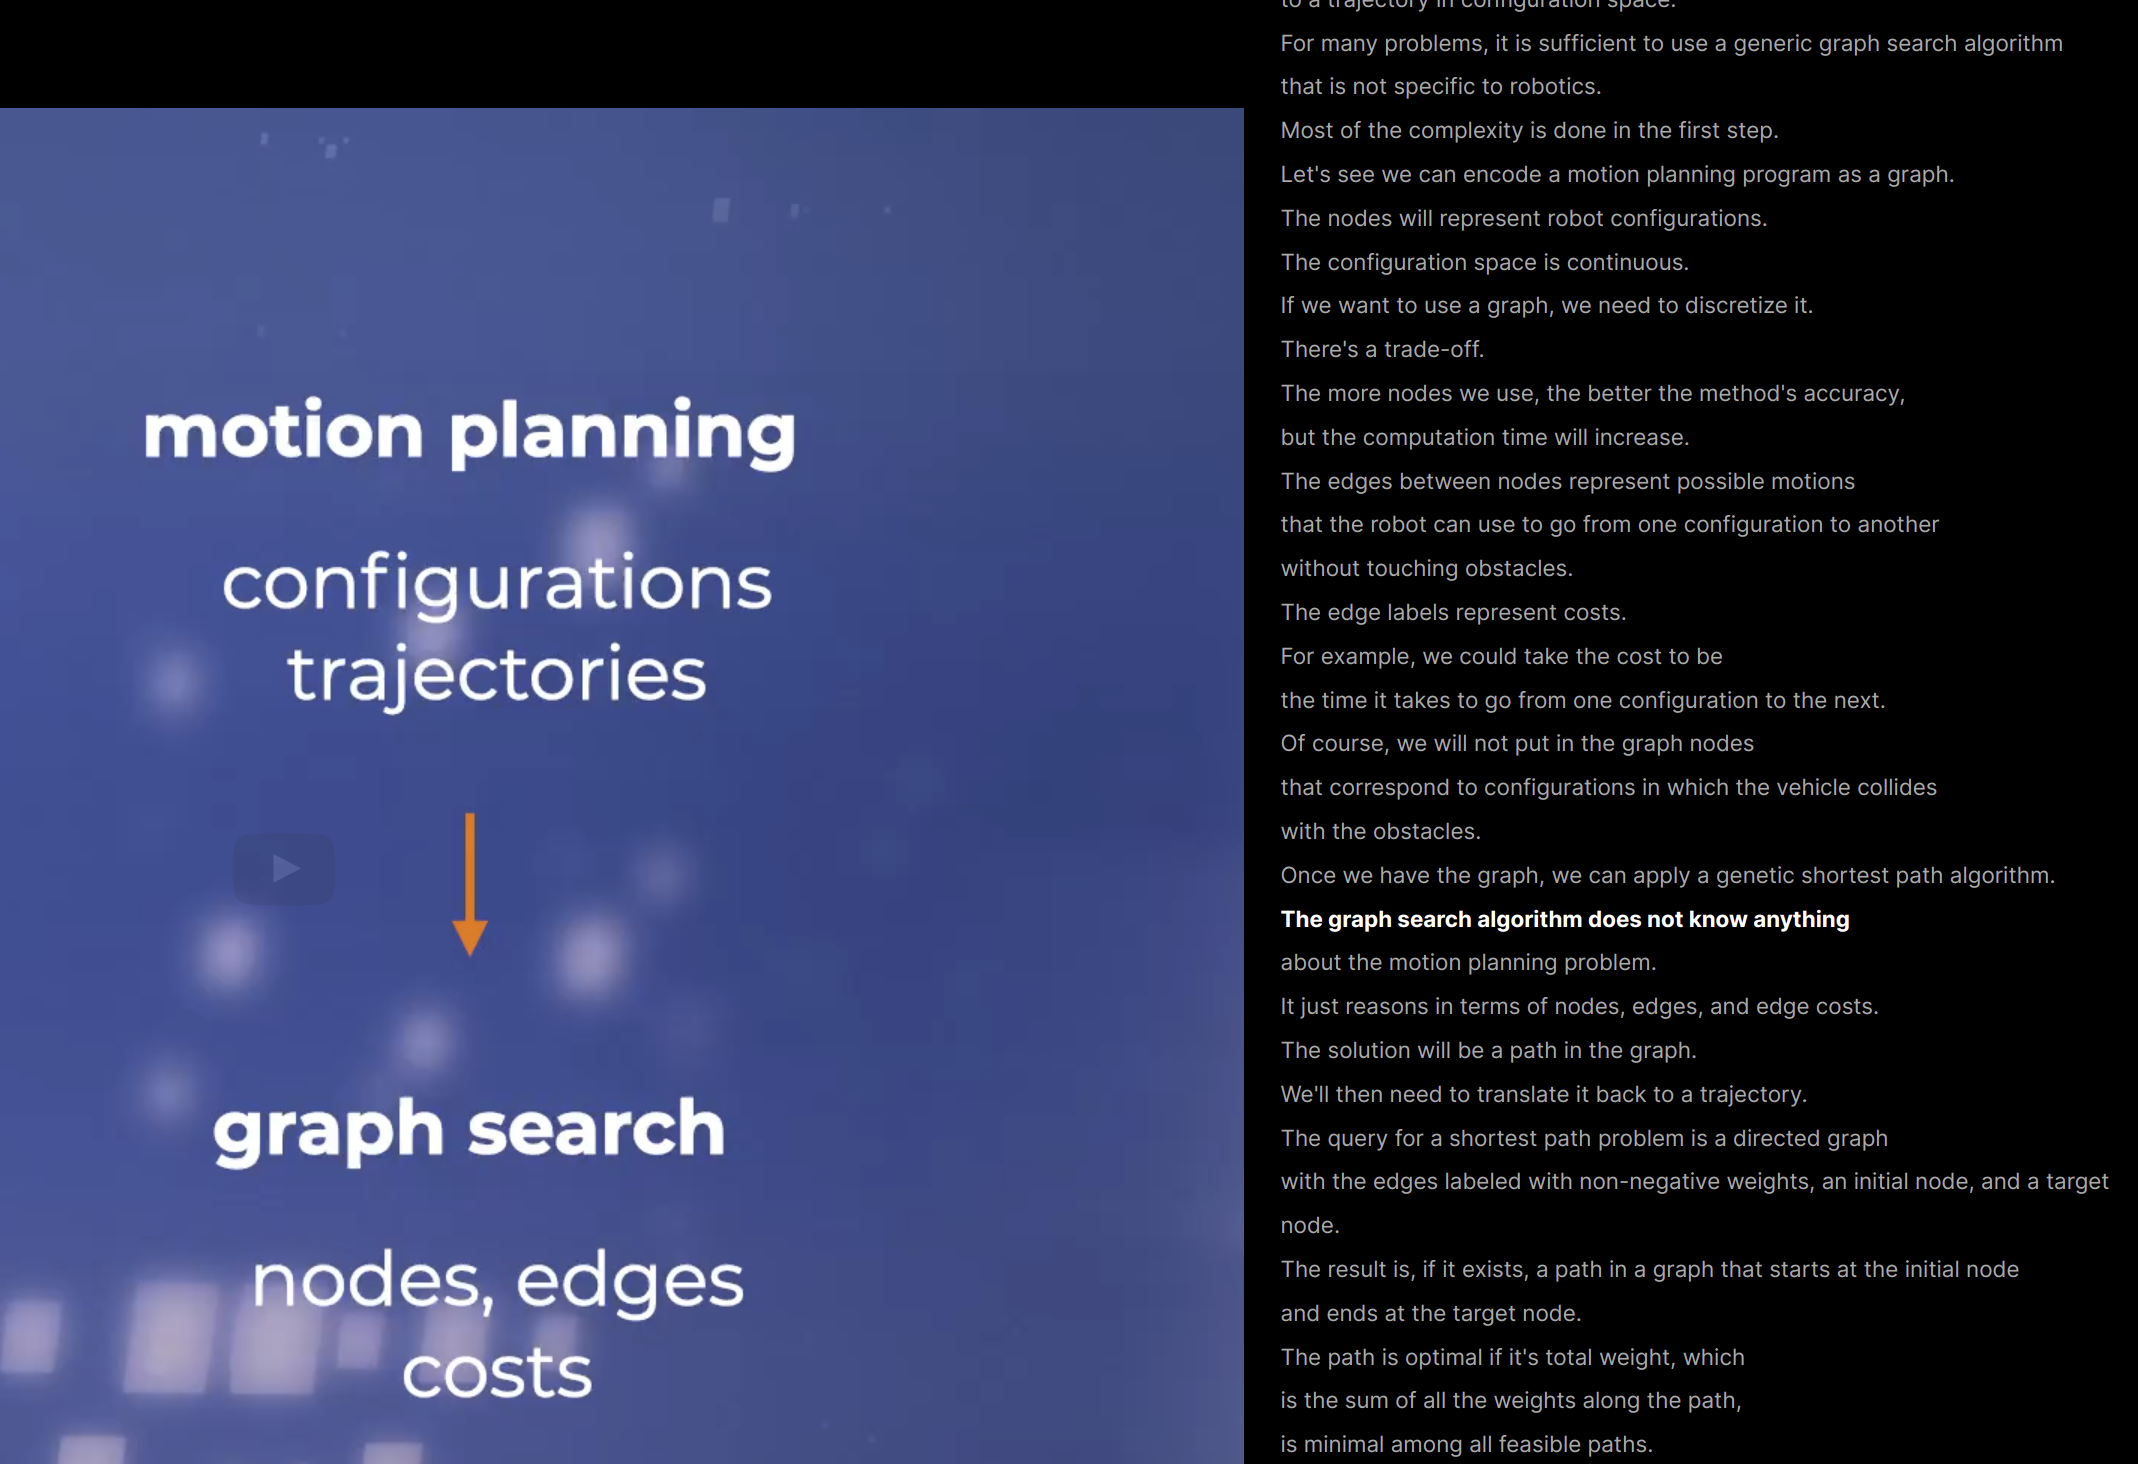 motion planning
configurations
trajectories
graph search
nodes, edges
costs
to a trajectory in configuration space.
For many problems, it is sufficient to use a generic graph search algorithm
that is not specific to robotics.
Most of the complexity is done in the first step.
Let's see we can encode a motion planning program as a graph.
The nodes will represent robot configurations.
The configuration space is continuous.
If we want to use a graph, we need to discretize it.
There's a trade-off.
The more nodes we use, the better the method's accuracy,
but the computation time will increase.
The edges between nodes represent possible motions
that the robot can use to go from one configuration to another
without touching obstacles.
The edge labels represent costs.
For example, we could take the cost to be
the time it takes to go from one configuration to the next.
Of course, we will not put in the graph nodes
that correspond to configurations in which the vehicle collides
with the obstacles.
Once we have the graph, we can apply a genetic shortest path algorithm.
The graph search algorithm does not know anything
about the motion planning problem.
It just reasons in terms of nodes, edges, and edge costs.
The solution will be a path in the graph.
We'll then need to translate it back to a trajectory.
The query for a shortest path problem is a directed graph
with the edges labeled with non-negative weights, an initial node, and a target
node.
The result is, if it exists, a path in a graph that starts at the initial node
and ends at the target node.
The path is optimal if it's total weight, which
is the sum of all the weights along the path,
is minimal among all feasible paths.